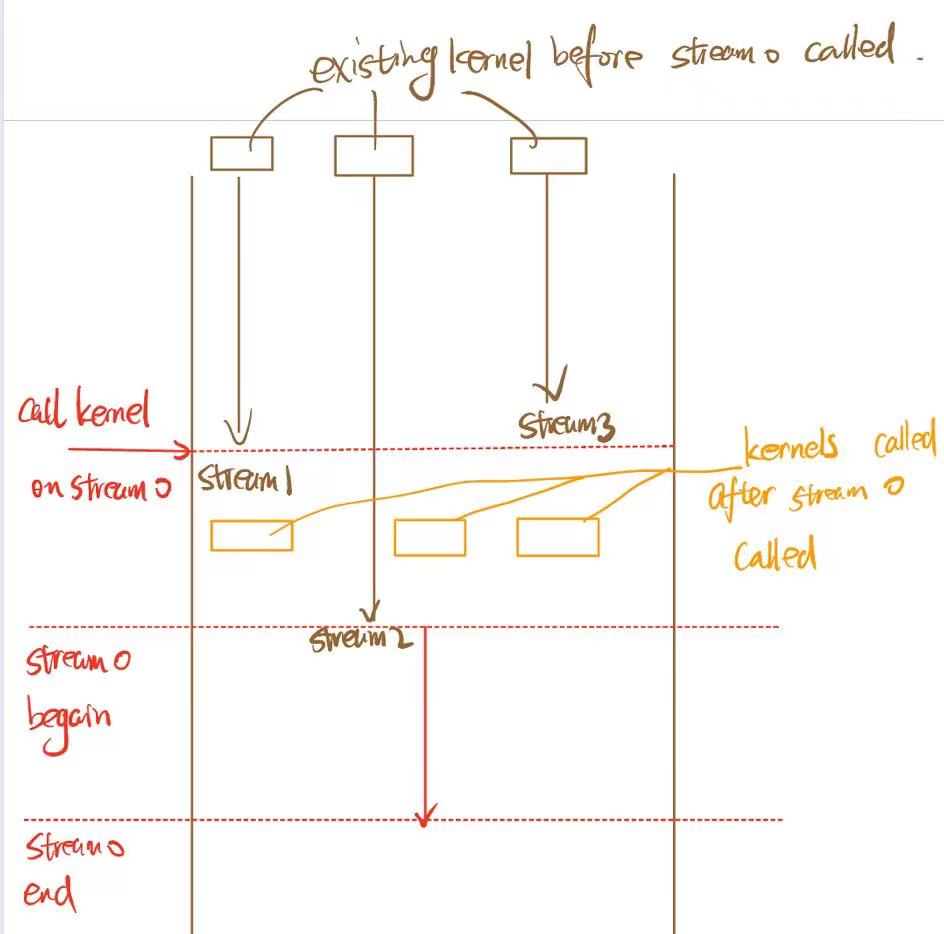 existing kernel before stream 0 called.
call kernel
on stream 0
stream3
stream1
kernels called
after stream 0
called
stream2
stream 0
begain
stream 0
end